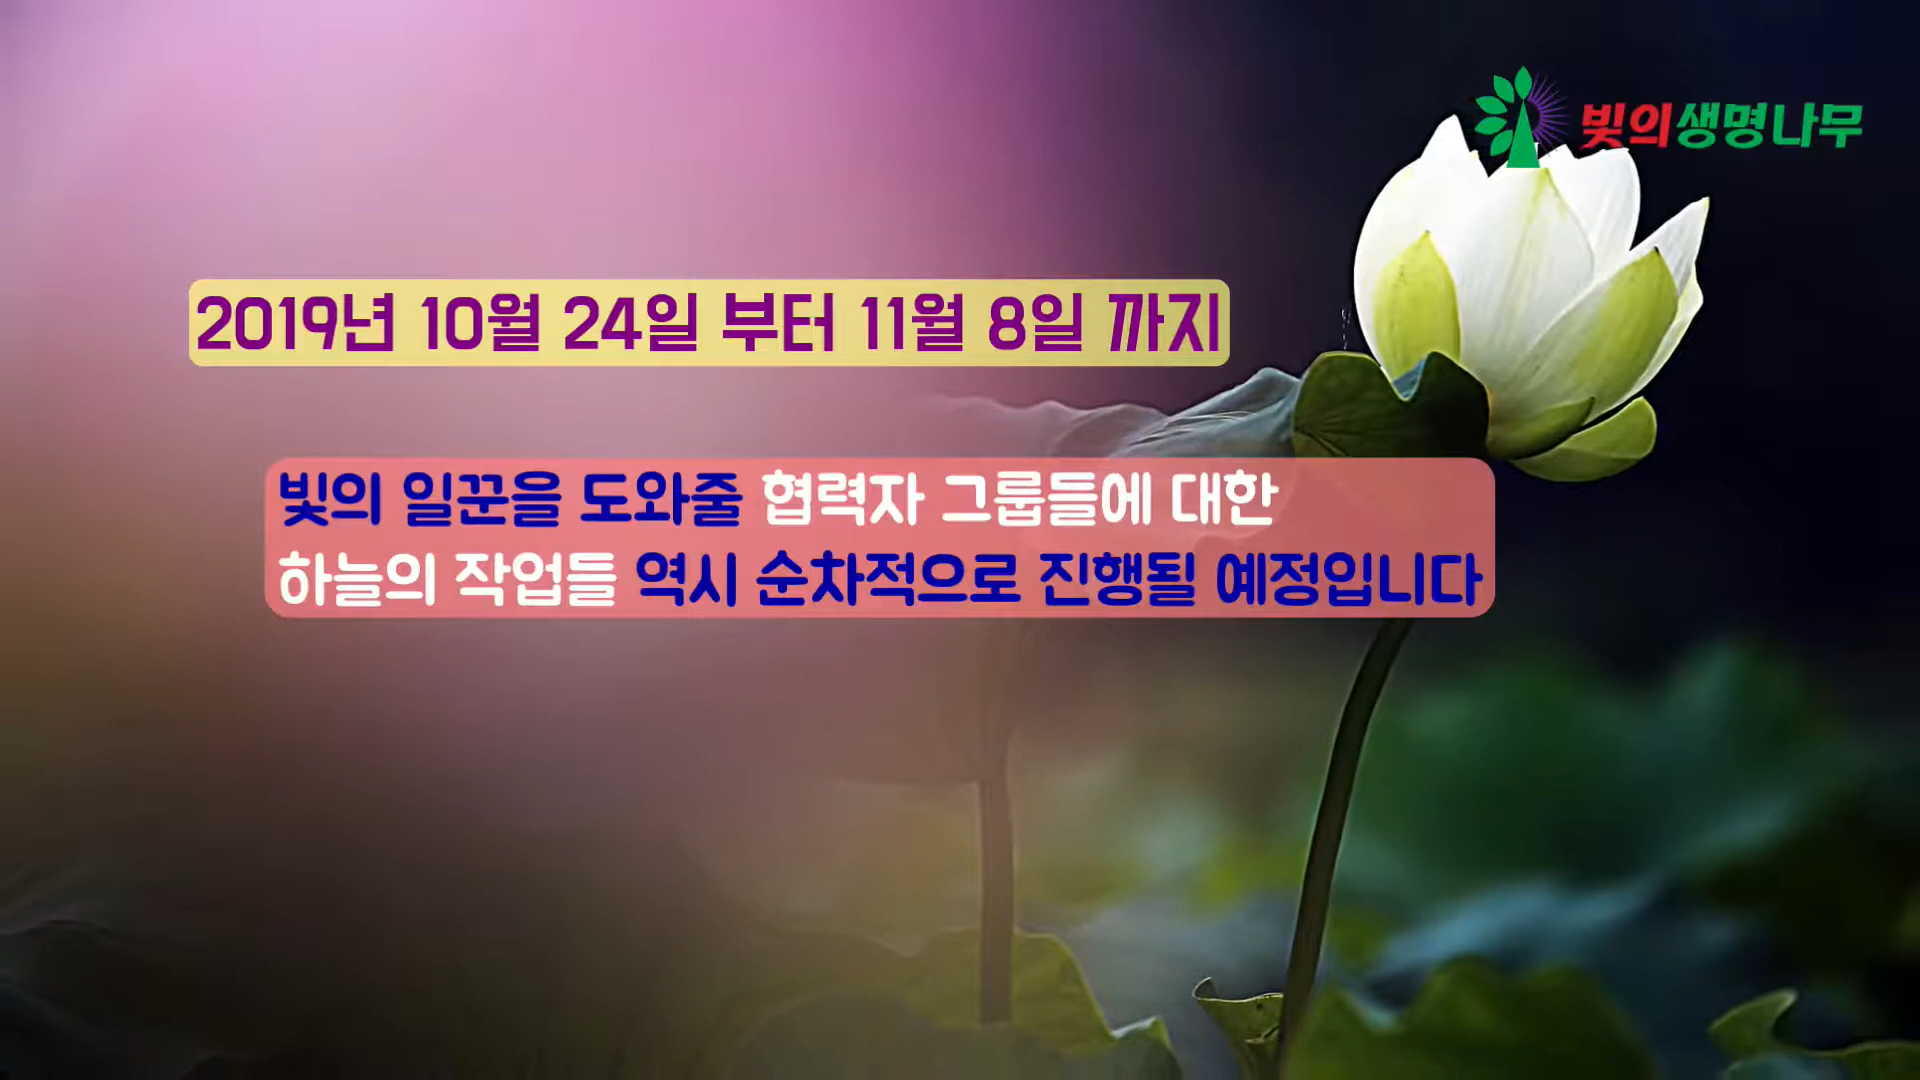 빛의생명나무
2019년 10월 24일 부터 11월 8일 까지
빛의 일꾼을 도와줄 협력자 그룹들에 대한
하늘의 작업들 역시 순차적으로 진행될 예정입니다